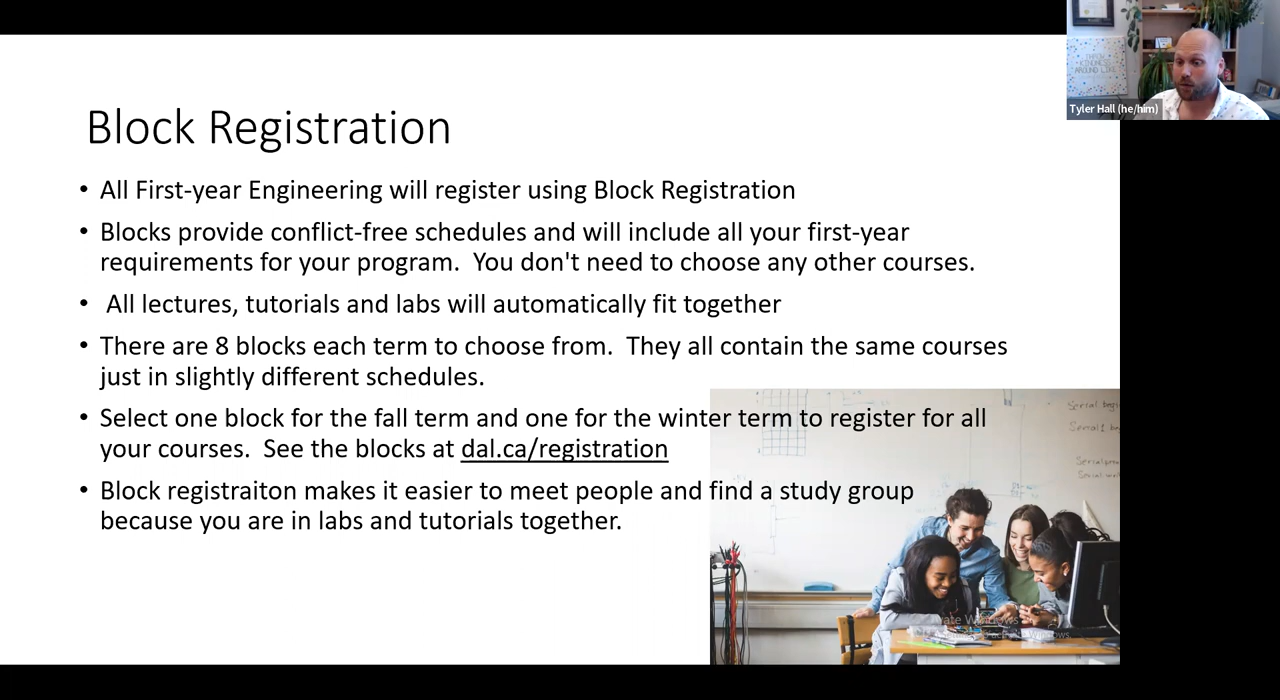 Block Registration
• All First-year Engineering will register using Block Registration
• Blocks provide conflict-free schedules and will include all your first-year
requirements for your program.  You don't need to choose any other courses.
• All lectures, tutorials and labs will automatically fit together
• There are 8 blocks each term to choose from.  They all contain the same courses
just in slightly different schedules.
• Select one block for the fall term and one for the winter term to register for all
your courses.  See the blocks at dal.ca/registration
• Block registraiton makes it easier to meet people and find a study group
because you are in labs and tutorials together.
THROW
KINDNESS
AROUND LIKE
Tyler Hall (he/him)
Serial
Serial